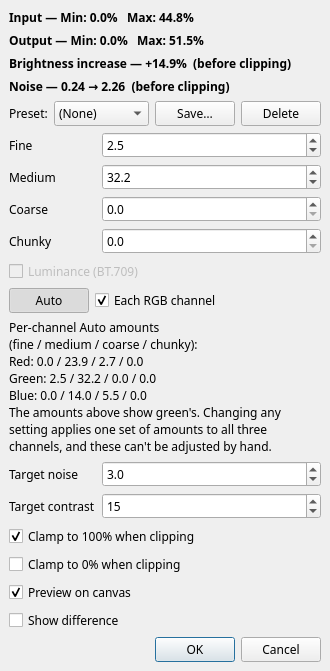 Input — Min: 0.0%   Max: 44.8%
Output — Min: 0.0%   Max: 51.5%
Brightness increase — +14.9%  (before clipping)
Noise — 0.24 → 2.26  (before clipping)
Preset: (None) Save... Delete
Fine 2.5
Medium 32.2
Coarse 0.0
Chunky 0.0
Luminance (BT.709)
Auto Each RGB channel
Per-channel Auto amounts
(fine / medium / coarse / chunky):
Red: 0.0 / 23.9 / 2.7 / 0.0
Green: 2.5 / 32.2 / 0.0 / 0.0
Blue: 0.0 / 14.0 / 5.5 / 0.0
The amounts above show green's. Changing any
setting applies one set of amounts to all three
channels, and these can't be adjusted by hand.
Target noise 3.0
Target contrast 15
Clamp to 100% when clipping
Clamp to 0% when clipping
Preview on canvas
Show difference
OK Cancel